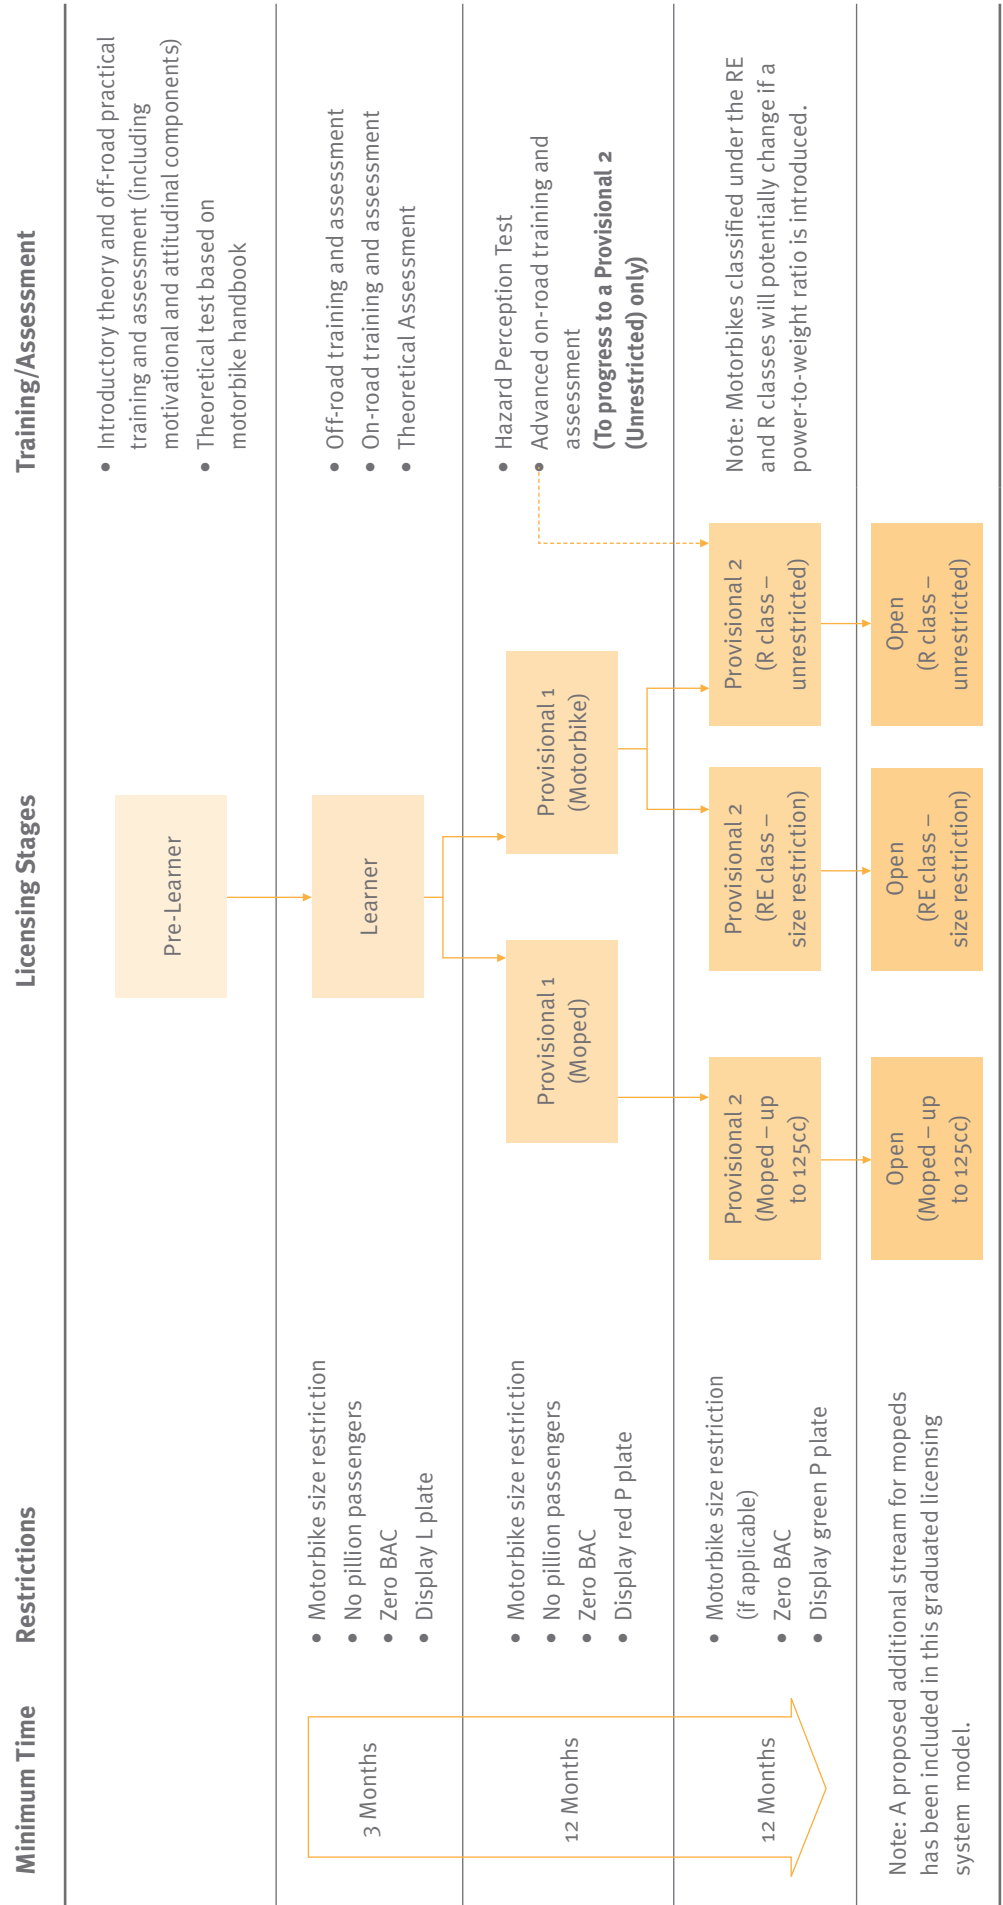 Minimum Time
Restrictions
Licensing Stages
Training/Assessment
Pre-Learner
• Introductory theory and off-road practical
training and assessment (including
motivational and attitudinal components)
• Theoretical test based on
motorbike handbook
3 Months
• Motorbike size restriction
• No pillion passengers
• Zero BAC
• Display L plate
Learner
• Off-road training and assessment
• On-road training and assessment
• Theoretical Assessment
12 Months
• Motorbike size restriction
• No pillion passengers
• Zero BAC
• Display red P plate
Provisional 1
(Moped)
Provisional 1
(Motorbike)
• Hazard Perception Test
• Advanced on-road training and
assessment
(To progress to a Provisional 2
(Unrestricted) only)
12 Months
• Motorbike size restriction
(if applicable)
• Zero BAC
• Display green P plate
Provisional 2
(Moped – up
to 125cc)
Provisional 2
(RE class –
size restriction)
Provisional 2
(R class –
unrestricted)
Note: Motorbikes classified under the RE
and R classes will potentially change if a
power-to-weight ratio is introduced.
Note: A proposed additional stream for mopeds
has been included in this graduated licensing
system model.
Open
(Moped – up
to 125cc)
Open
(RE class –
size restriction)
Open
(R class –
unrestricted)